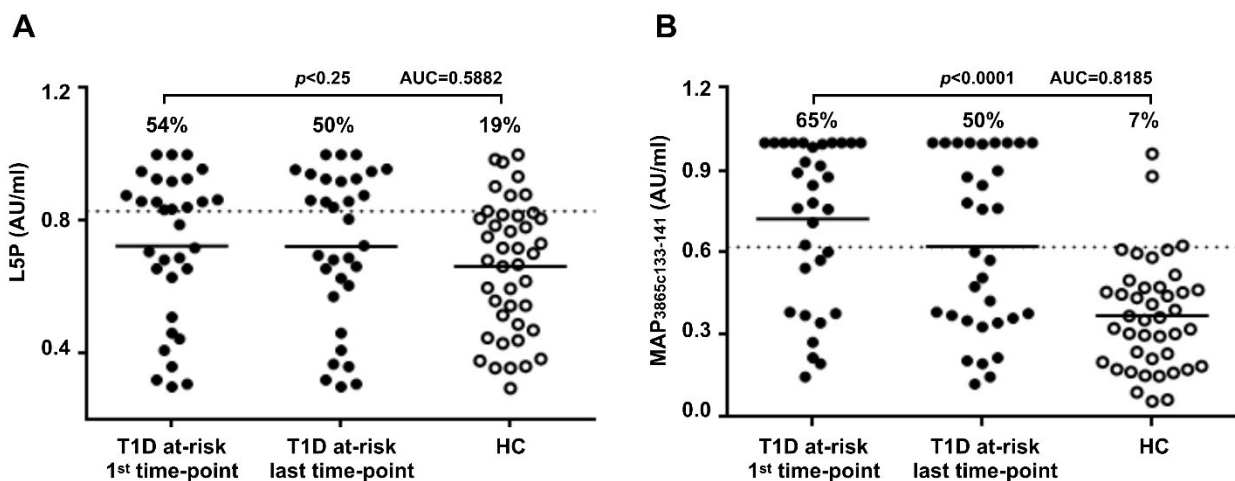 A
p<0.25 AUC=0.5882
54% 50% 19%
1.2
0.8
0.4
L5P (AU/ml)
T1D at-risk
1st time-point
T1D at-risk
last time-point
HC
B
p<0.0001 AUC=0.8185
65% 50% 7%
1.2
0.9
0.6
0.3
0.0
MAP3865c133-141 (AU/ml)
T1D at-risk
1st time-point
T1D at-risk
last time-point
HC